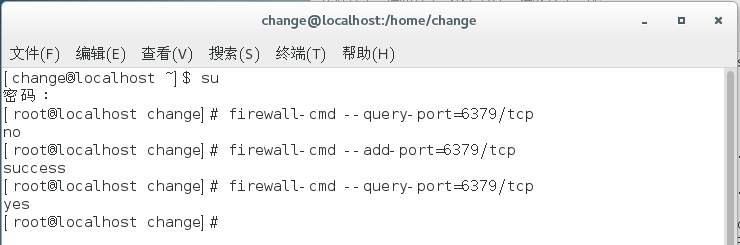 change@localhost:/home/change
文件(F) 编辑(E) 查看(V) 搜索(S) 终端(T) 帮助(H)
[change@localhost ~]$ su
密码：
[root@localhost change]# firewall-cmd --query-port=6379/tcp
no
[root@localhost change]# firewall-cmd --add-port=6379/tcp
success
[root@localhost change]# firewall-cmd --query-port=6379/tcp
yes
[root@localhost change]#